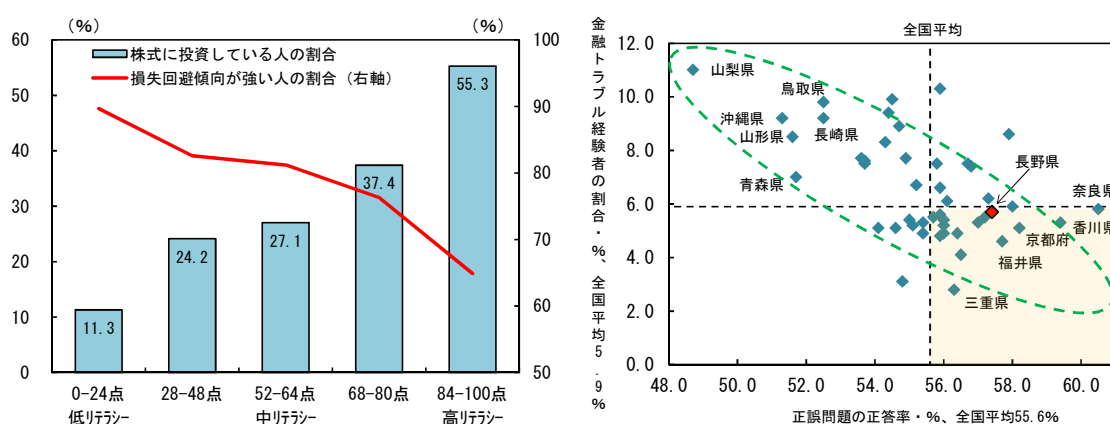 (%)
(%)
60
50
40
30
20
10
0
100
90
80
70
60
50
株式に投資している人の割合
損失回避傾向が強い人の割合(右軸)
11.3
24.2
27.1
37.4
55.3
0-24点
28-48点
52-64点
68-80点
84-100点
低リテラシー
中リテラシー
高リテラシー
金融トラブル経験者の割合・%、全国平均5.9%
全国平均
12.0
10.0
8.0
6.0
4.0
2.0
0.0
山梨県
鳥取県
沖縄県
山形県
長崎県
青森県
長野県
奈良県
香川県
京都府
福井県
三重県
48.0
50.0
52.0
54.0
56.0
58.0
60.0
正誤問題の正答率・%、全国平均55.6%